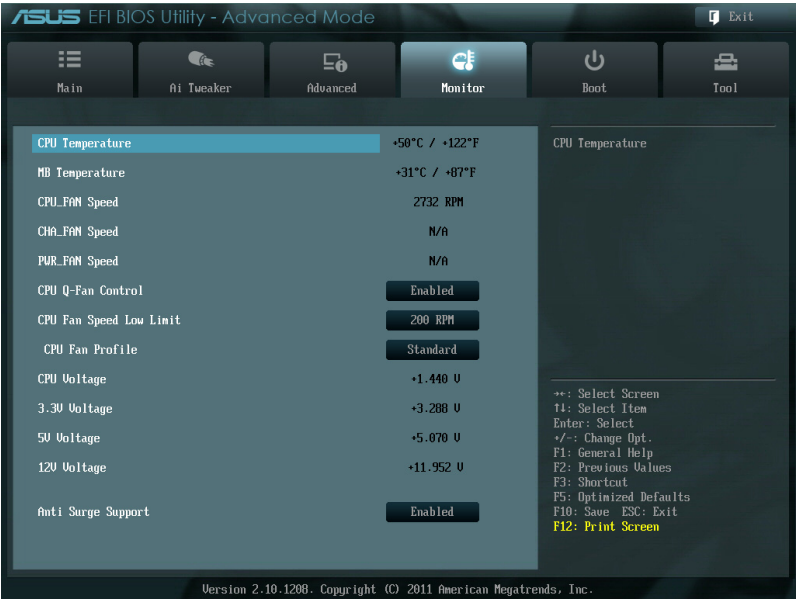 ASUS EFI BIOS Utility - Advanced Mode
Exit
Main
Ai Tweaker
Advanced
Monitor
Boot
Tool
CPU Temperature +50°C / +122°F
MB Temperature +31°C / +87°F
CPU_FAN Speed 2732 RPM
CHA_FAN Speed N/A
PWR_FAN Speed N/A
CPU Q-Fan Control Enabled
CPU Fan Speed Low Limit 200 RPM
CPU Fan Profile Standard
CPU Voltage +1.440 V
3.3V Voltage +3.288 V
5V Voltage +5.070 V
12V Voltage +11.952 V
Anti Surge Support Enabled
CPU Temperature
→←: Select Screen
↑↓: Select Item
Enter: Select
+/-: Change Opt.
F1: General Help
F2: Previous Values
F3: Shortcut
F5: Optimized Defaults
F10: Save ESC: Exit
F12: Print Screen
Version 2.10.1208. Copyright (C) 2011 American Megatrends, Inc.